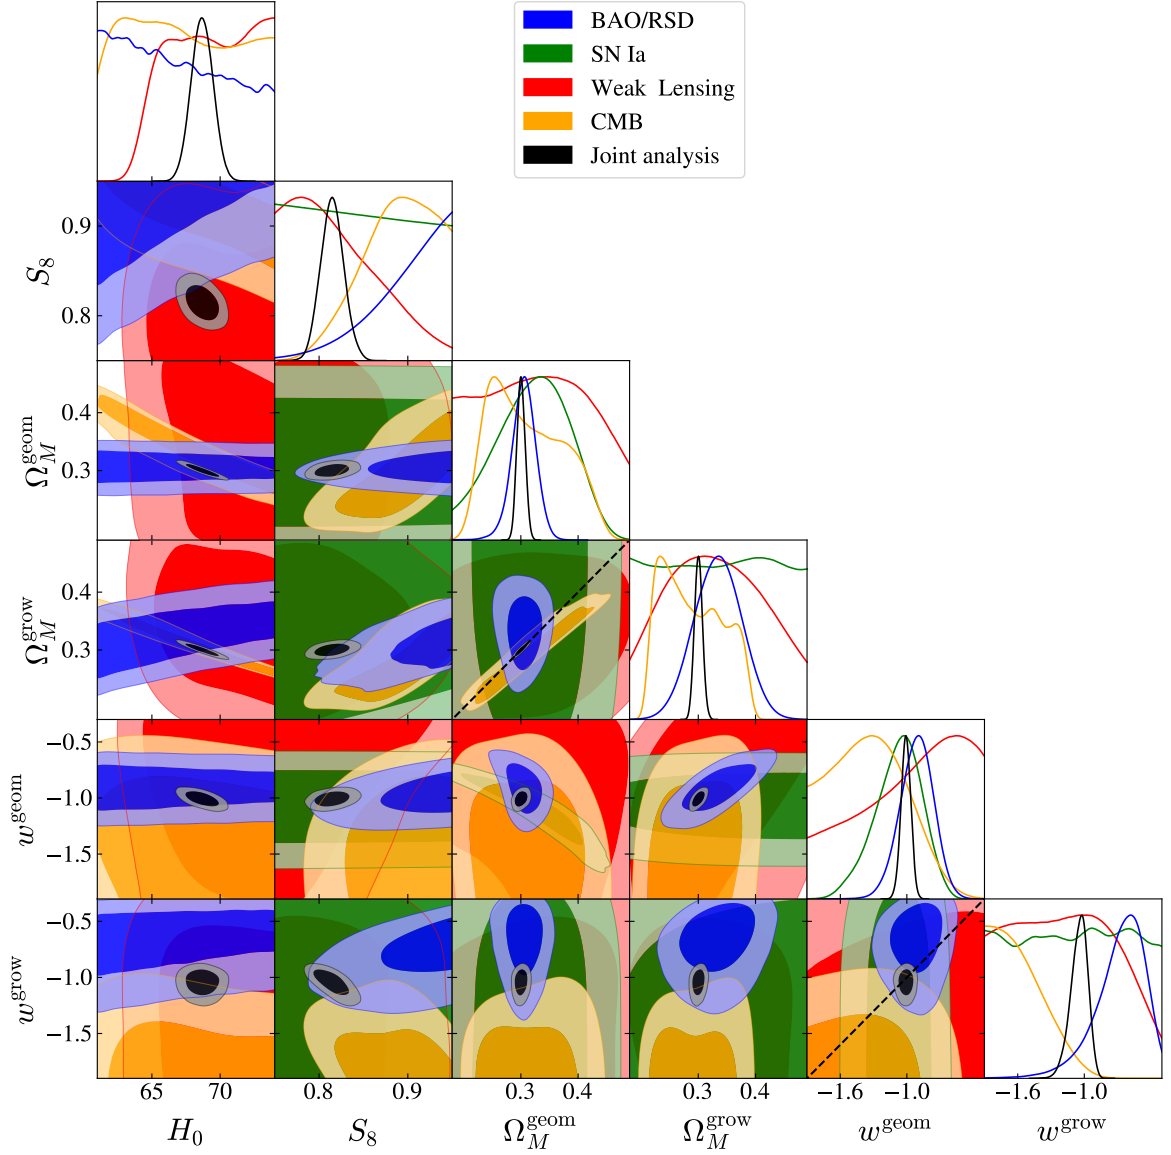 BAO/RSD
SN Ia
Weak Lensing
CMB
Joint analysis
0.9
0.8
S₈
0.4
0.3
Ω_M^geom
0.4
0.3
Ω_M^grow
−0.5
−1.0
−1.5
w^geom
−0.5
−1.0
−1.5
w^grow
65 70 0.8 0.9 0.3 0.4 0.3 0.4 −1.6 −1.0 −1.6 −1.0
H₀ S₈ Ω_M^geom Ω_M^grow w^geom w^grow